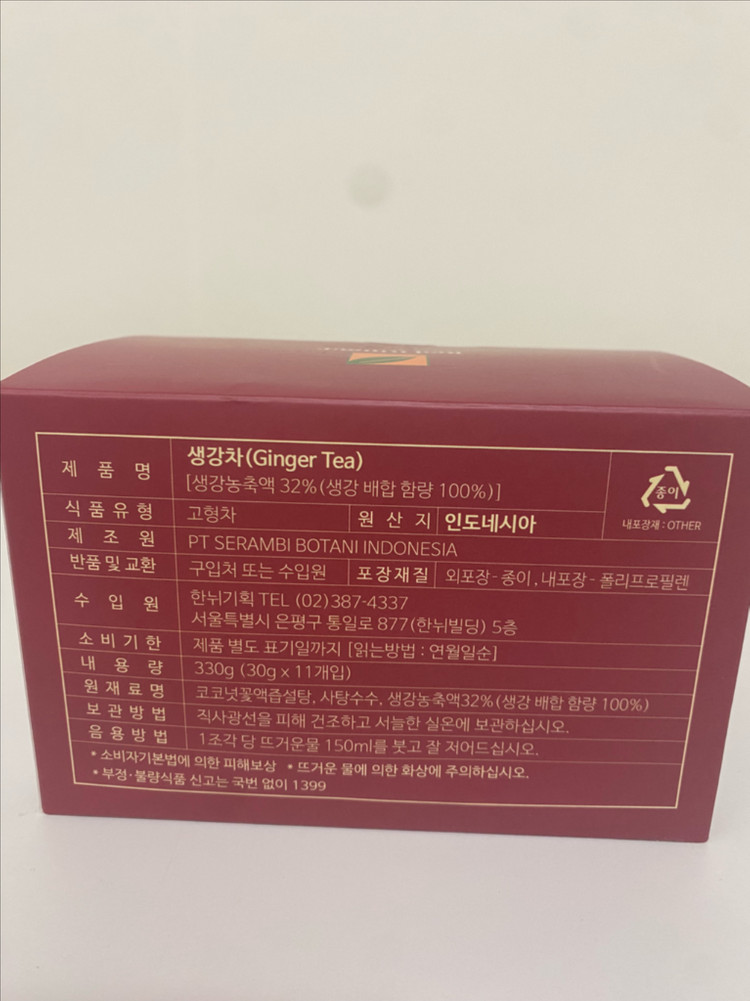 제 품 명 생강차(Ginger Tea)
[생강농축액 32%(생강 배합 함량 100%)]
종이
내포장재 : OTHER
식 품 유 형 고형차 원 산 지 인도네시아
제 조 원 PT SERAMBI BOTANI INDONESIA
반품 및 교환 구입처 또는 수입원 포장재질 외포장 - 종이, 내포장 - 폴리프로필렌
수 입 원 한뉘기획 TEL (02)387-4337
서울특별시 은평구 통일로 877(한뉘빌딩) 5층
소 비 기 한 제품 별도 표기일까지 [읽는방법 : 연월일순]
내 용 량 330g (30g x 11개입)
원 재 료 명 코코넛꽃액즙설탕, 사탕수수, 생강농축액32%(생강 배합 함량 100%)
보 관 방 법 직사광선을 피해 건조하고 서늘한 실온에 보관하십시오.
음 용 방 법 1조각 당 뜨거운물 150ml를 붓고 잘 저어드십시오.
* 소비자기본법에 의한 피해보상 * 뜨거운 물에 의한 화상에 주의하십시오.
* 부정·불량식품 신고는 국번 없이 1399